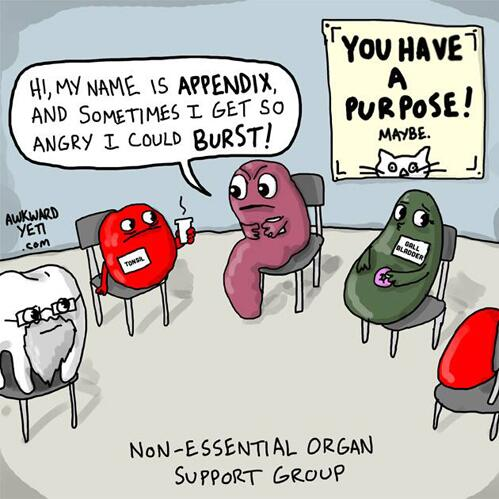 YOU HAVE
A
PURPOSE!
MAYBE.
HI, MY NAME IS APPENDIX,
AND SOMETIMES I GET SO
ANGRY I COULD BURST!
AWKWARD
YETI
.com
TONSIL
GALL
BLADDER
NON-ESSENTIAL ORGAN
SUPPORT GROUP